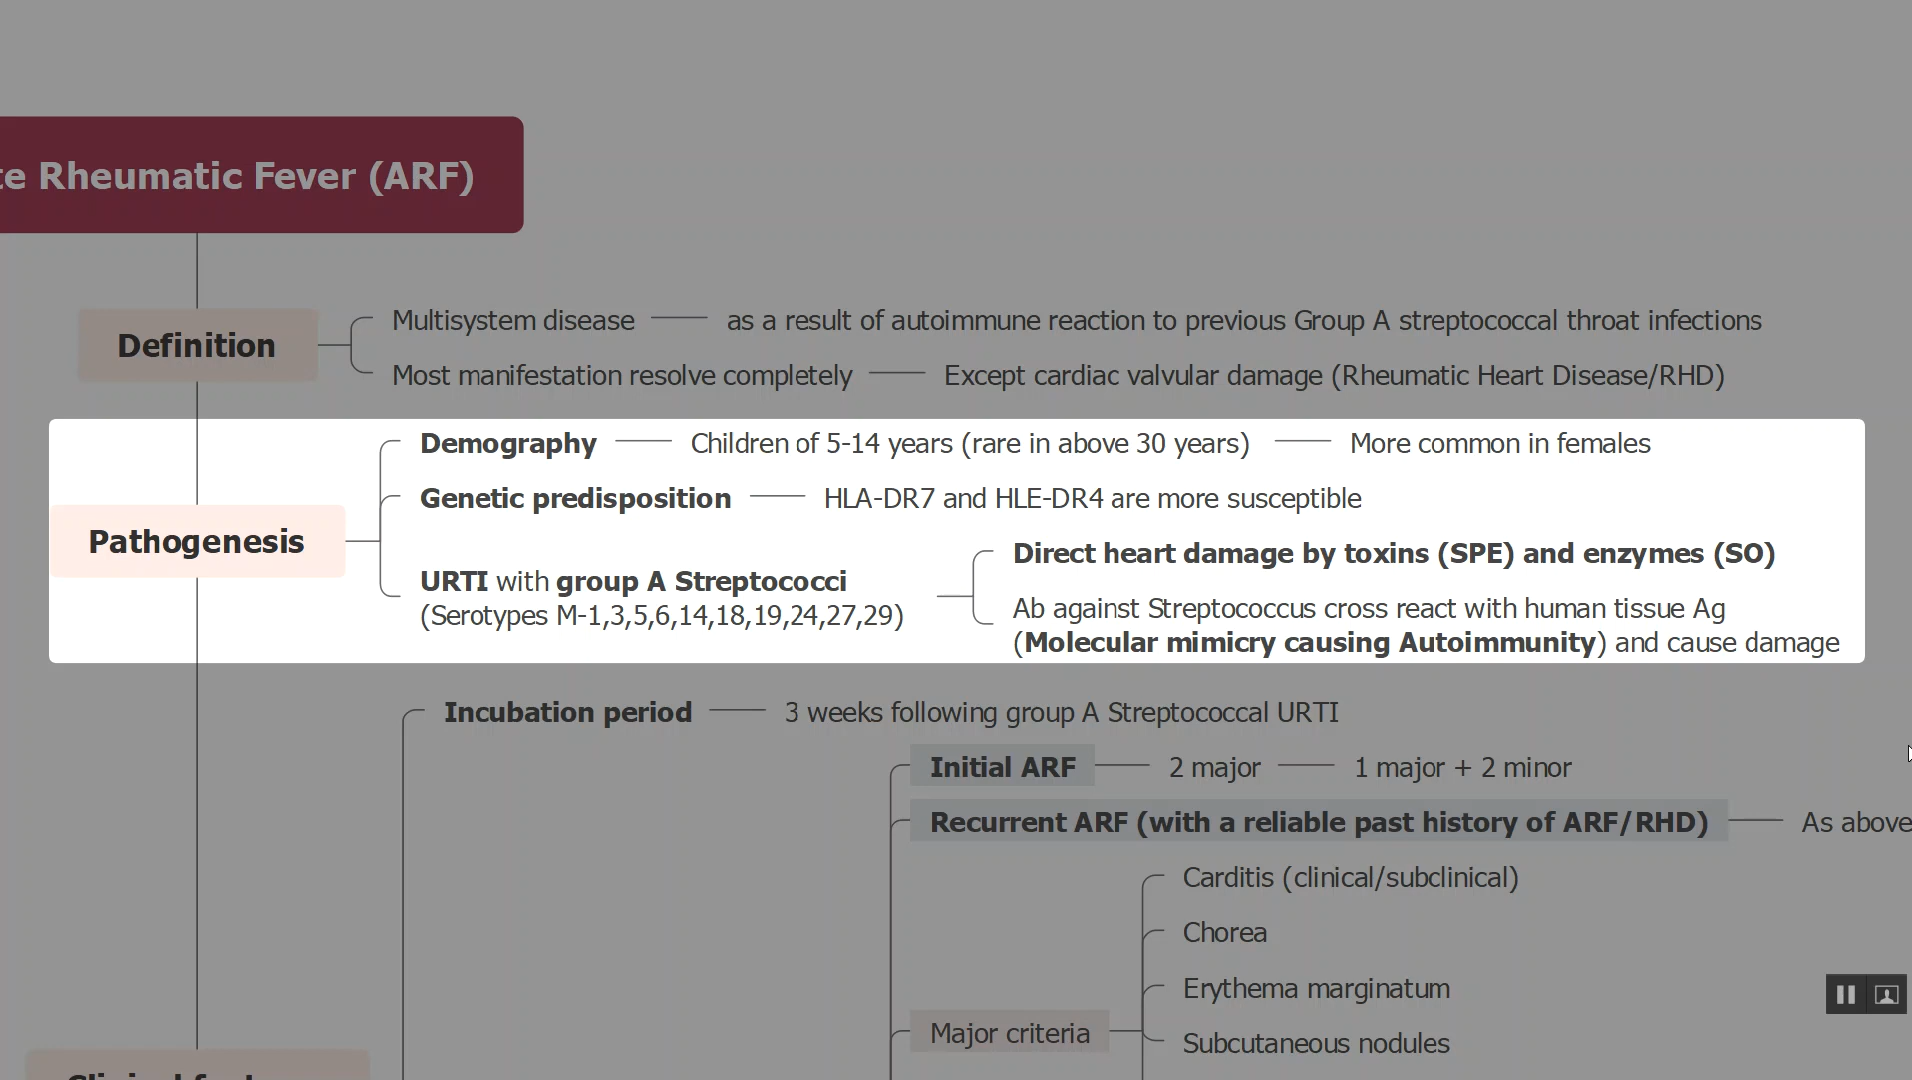 te Rheumatic Fever (ARF)
Definition
Multisystem disease
as a result of autoimmune reaction to previous Group A streptococcal throat infections
Most manifestation resolve completely
Except cardiac valvular damage (Rheumatic Heart Disease/RHD)
Pathogenesis
Demography
Children of 5-14 years (rare in above 30 years)
More common in females
Genetic predisposition
HLA-DR7 and HLE-DR4 are more susceptible
URTI with group A Streptococci
(Serotypes M-1,3,5,6,14,18,19,24,27,29)
Direct heart damage by toxins (SPE) and enzymes (SO)
Ab against Streptococcus cross react with human tissue Ag
(Molecular mimicry causing Autoimmunity) and cause damage
Incubation period
3 weeks following group A Streptococcal URTI
Initial ARF
2 major
1 major + 2 minor
Recurrent ARF (with a reliable past history of ARF/RHD)
As above
Major criteria
Carditis (clinical/subclinical)
Chorea
Erythema marginatum
Subcutaneous nodules